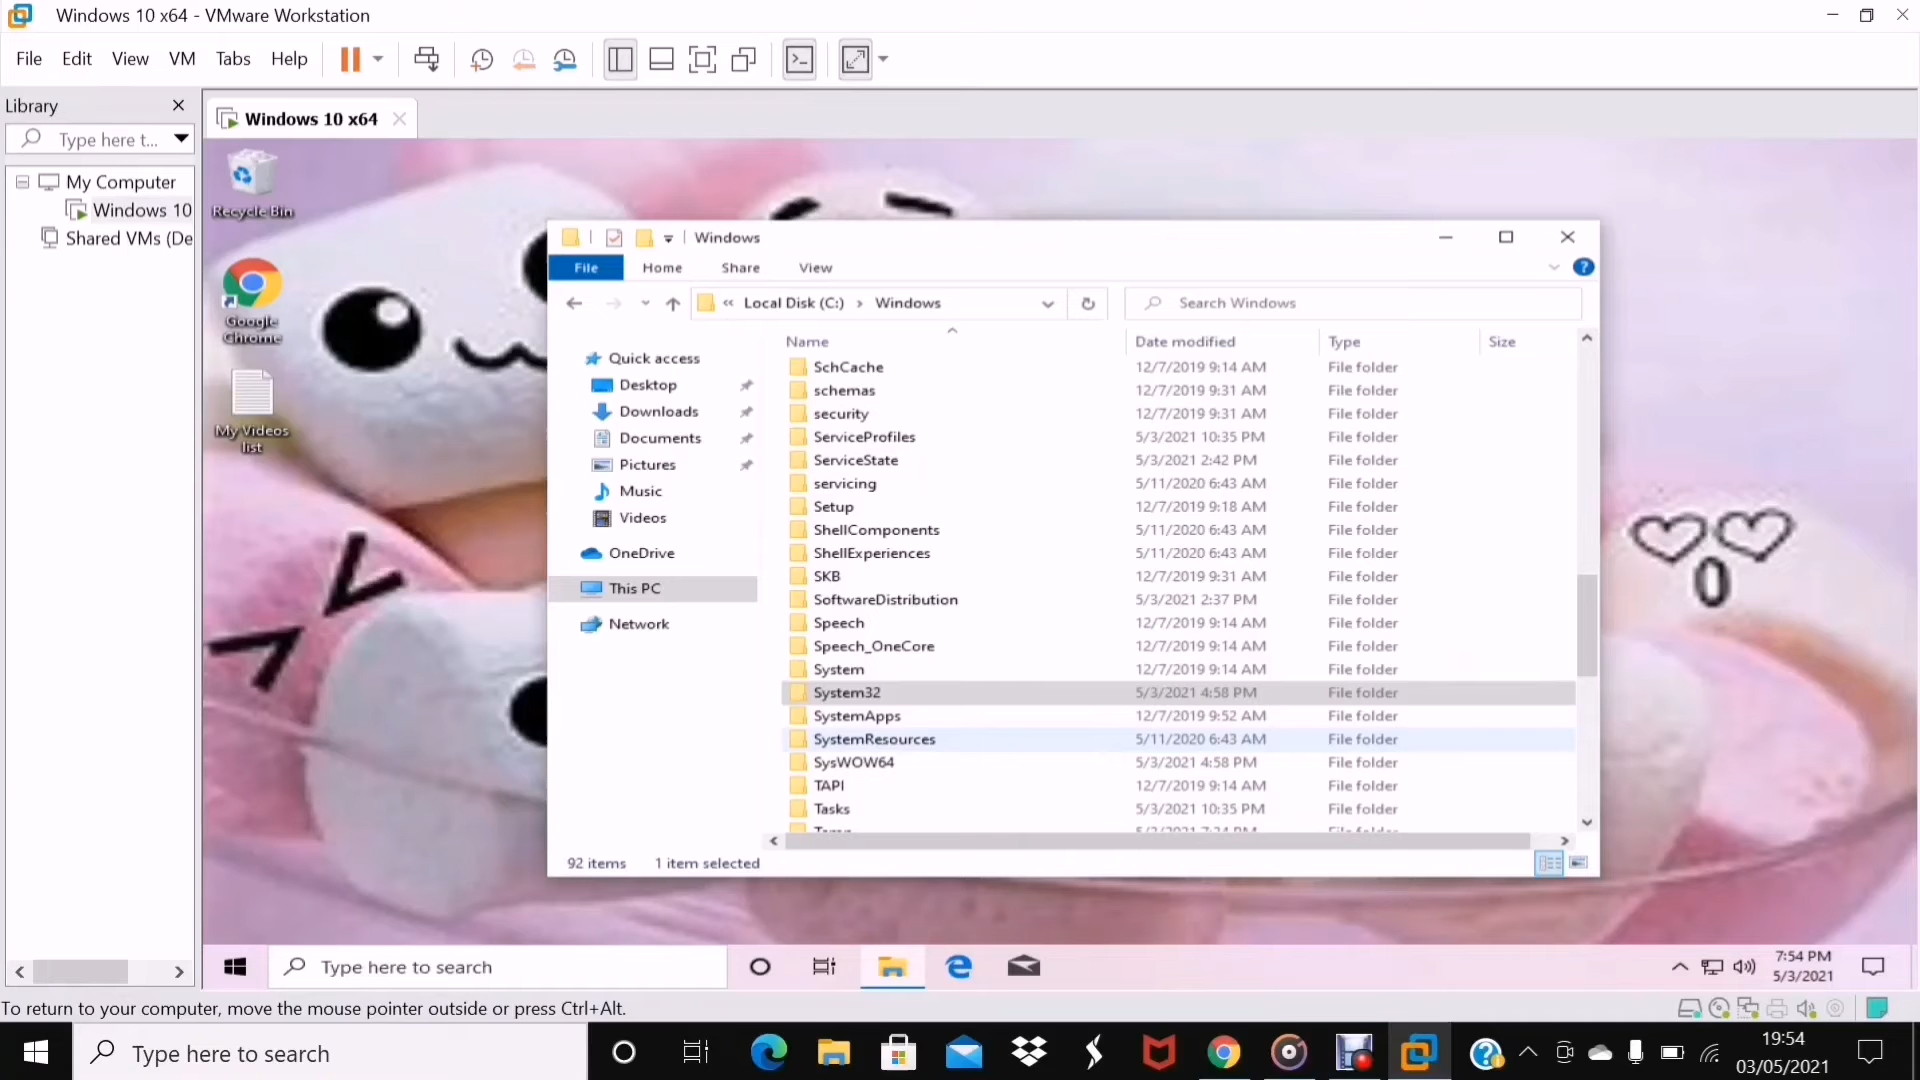 Windows 10 x64 - VMware Workstation
File Edit View VM Tabs Help
Library
Windows 10 x64
Type here t...
My Computer
Windows 10
Shared VMs (De
Recycle Bin
Google
Chrome
My Videos
list
Windows
File Home Share View
« Local Disk (C:) › Windows
Search Windows
Quick access
Desktop
Downloads
Documents
Pictures
Music
Videos
OneDrive
This PC
Network
Name Date modified Type Size
SchCache 12/7/2019 9:14 AM File folder
schemas 12/7/2019 9:31 AM File folder
security 12/7/2019 9:31 AM File folder
ServiceProfiles 5/3/2021 10:35 PM File folder
ServiceState 5/3/2021 2:42 PM File folder
servicing 5/11/2020 6:43 AM File folder
Setup 12/7/2019 9:18 AM File folder
ShellComponents 5/11/2020 6:43 AM File folder
ShellExperiences 5/11/2020 6:43 AM File folder
SKB 12/7/2019 9:31 AM File folder
SoftwareDistribution 5/3/2021 2:37 PM File folder
Speech 12/7/2019 9:14 AM File folder
Speech_OneCore 12/7/2019 9:14 AM File folder
System 12/7/2019 9:14 AM File folder
System32 5/3/2021 4:58 PM File folder
SystemApps 12/7/2019 9:52 AM File folder
SystemResources 5/11/2020 6:43 AM File folder
SysWOW64 5/3/2021 4:58 PM File folder
TAPI 12/7/2019 9:14 AM File folder
Tasks 5/3/2021 10:35 PM File folder
92 items 1 item selected
Type here to search
7:54 PM
5/3/2021
To return to your computer, move the mouse pointer outside or press Ctrl+Alt.
Type here to search
19:54
03/05/2021